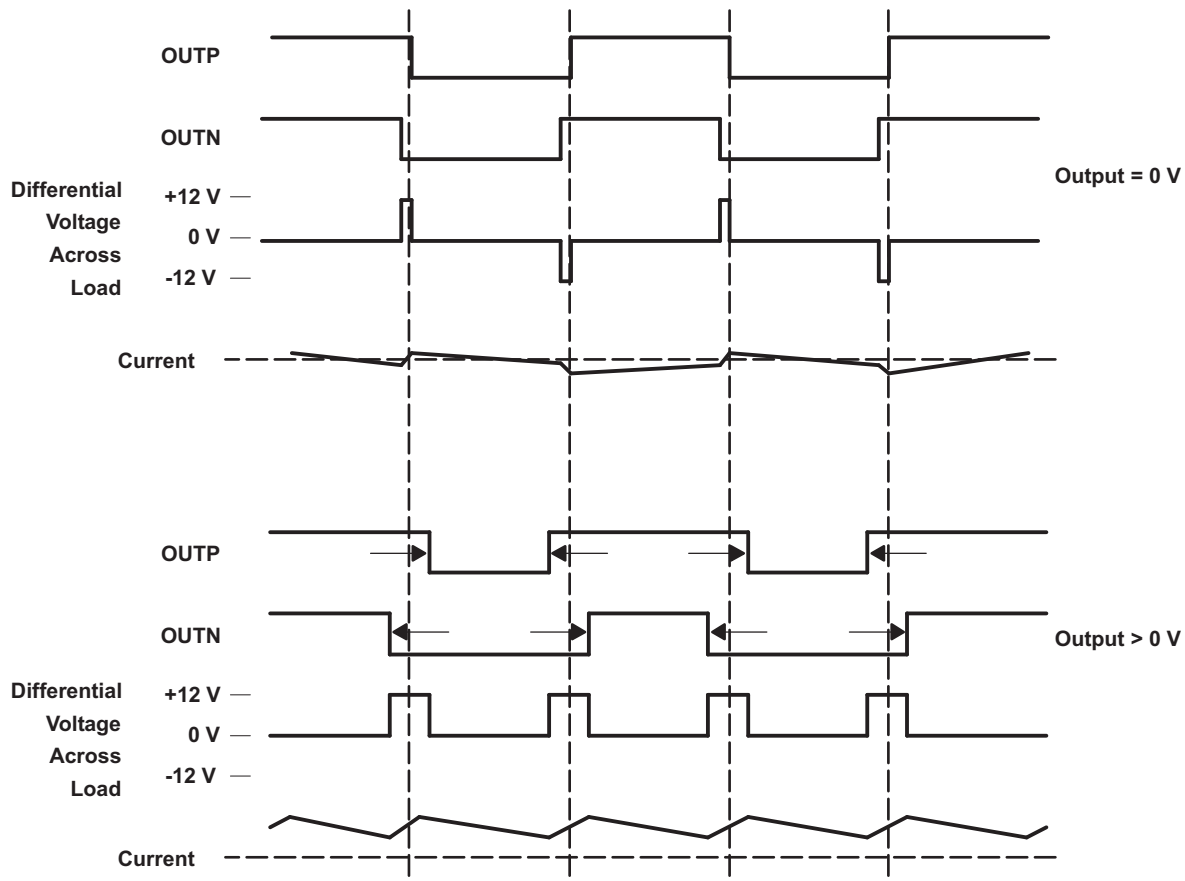 OUTP
OUTN
Output = 0 V
Differential
Voltage
Across
Load
+12 V
0 V
-12 V
Current
OUTP
OUTN
Output > 0 V
Differential
Voltage
Across
Load
+12 V
0 V
-12 V
Current